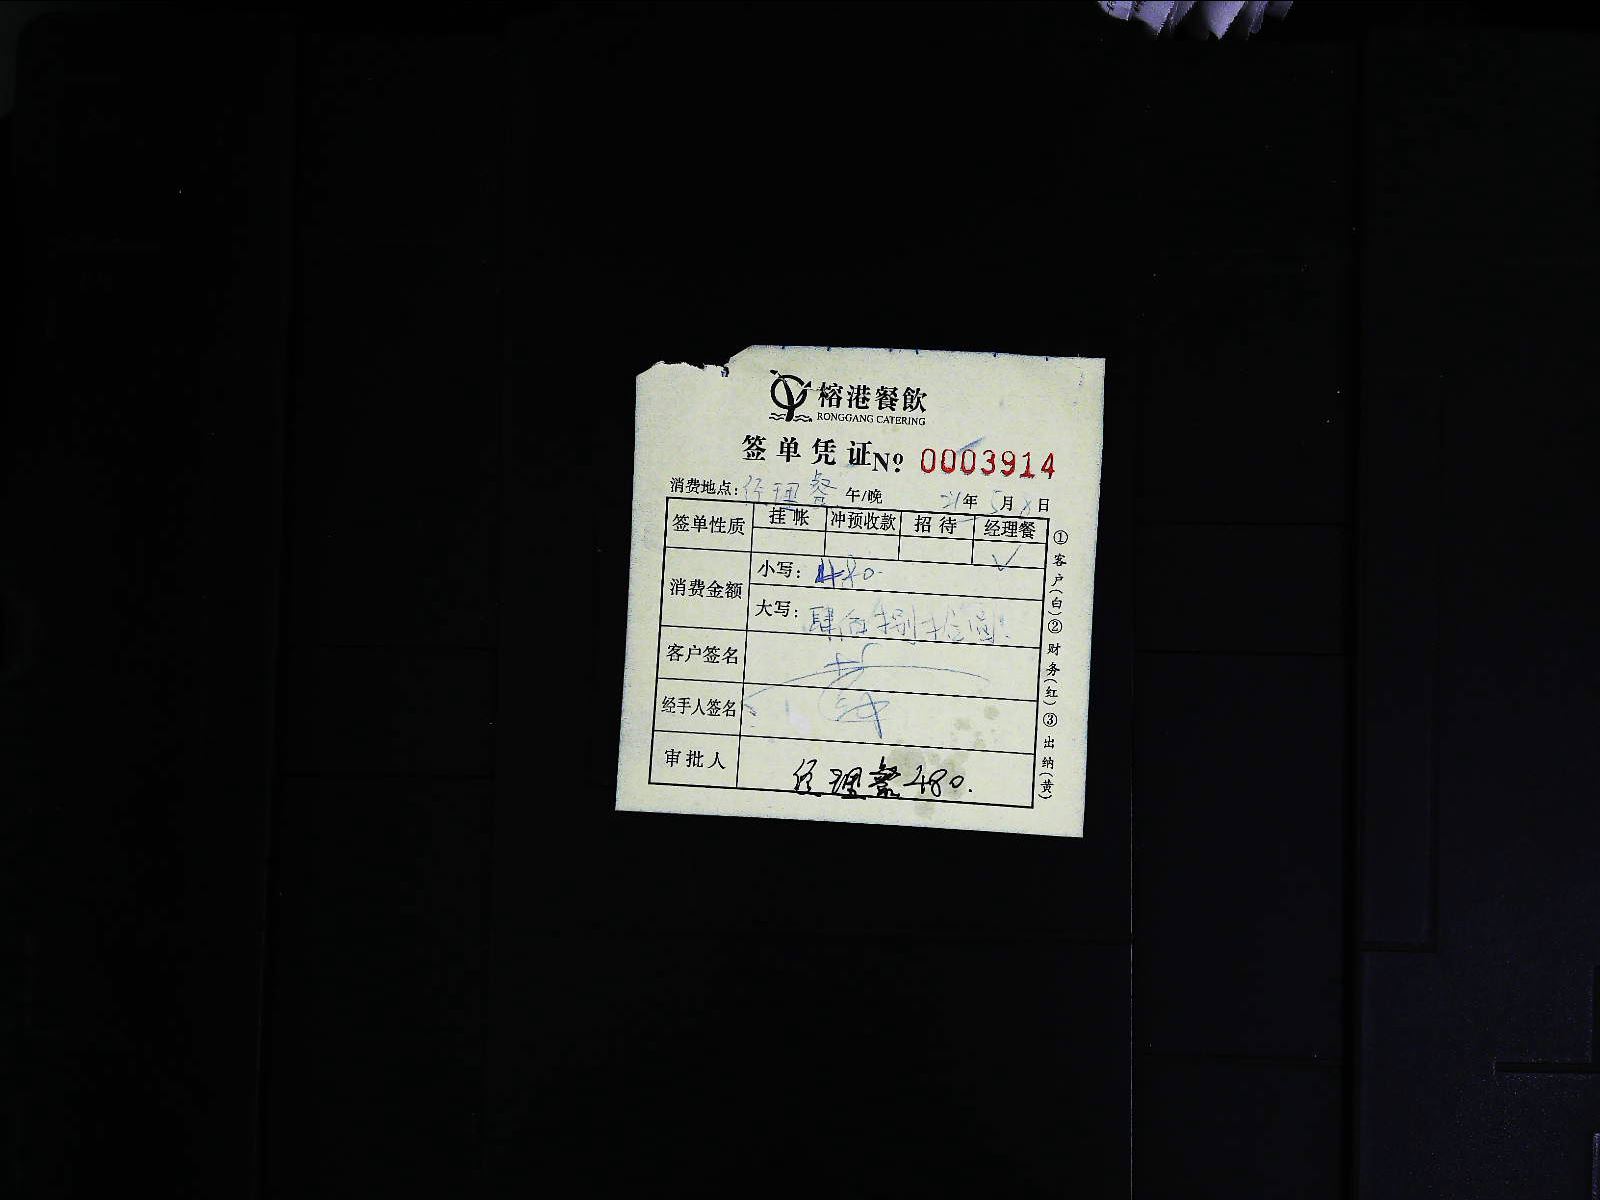 榕港餐飲
RONGGANG CATERING
签单凭证 Nº 0003914
消费地点: 经理餐 午/晚 21年5月8日
签单性质 挂帐 冲预收款 招待 经理餐
√
消费金额 小写: 480.
大写: 肆佰捌十圆
客户签名
经手人签名
审批人 经理餐480.
①客户(白)②财务(红)③出纳(黄)